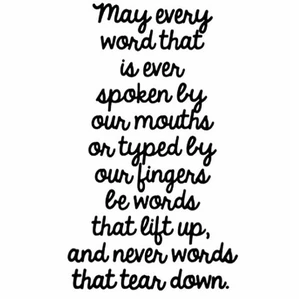 May every
word that
is ever
spoken by
our mouths
or typed by
our fingers
be words
that lift up,
and never words
that tear down.